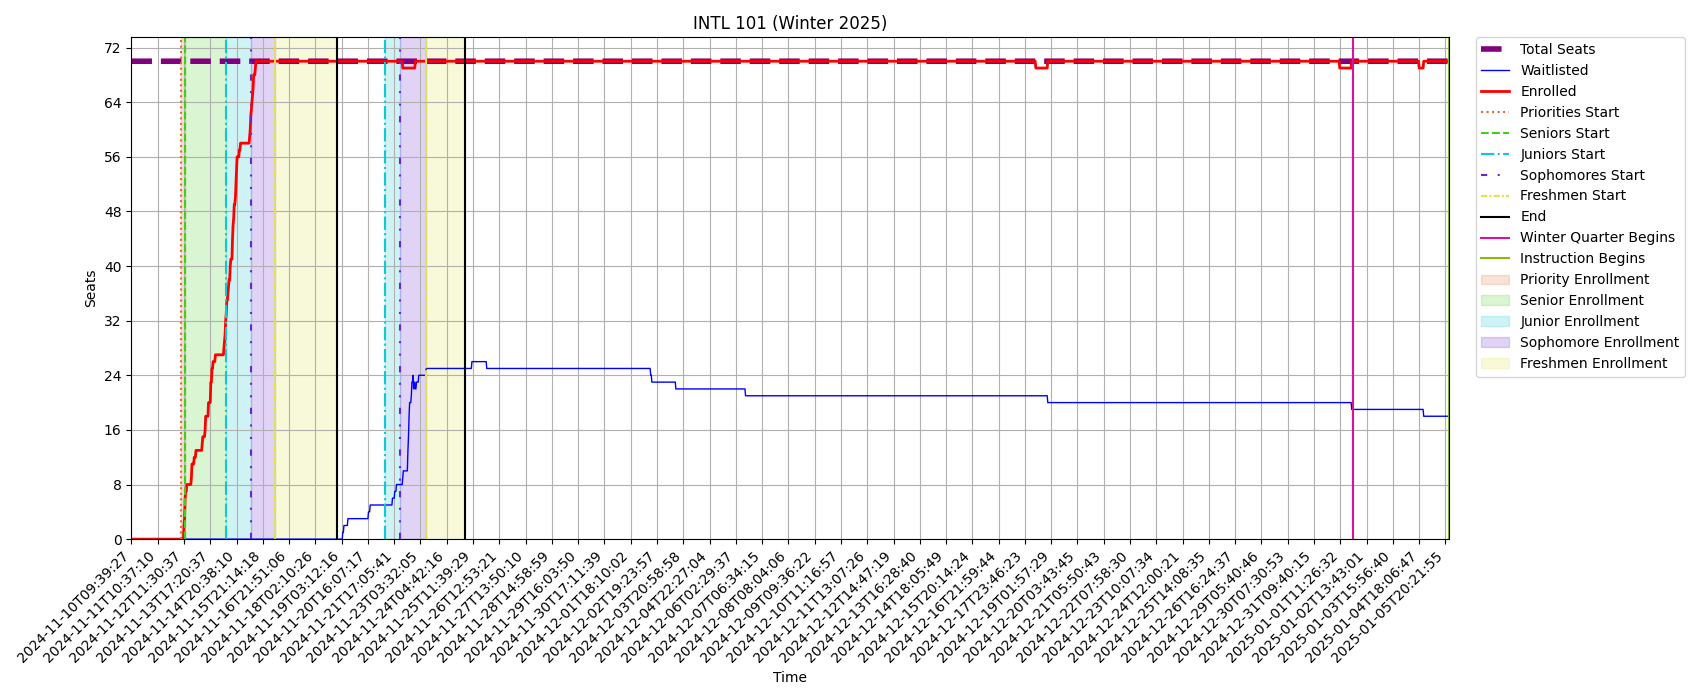 INTL 101 (Winter 2025)
Seats
72
64
56
48
40
32
24
16
8
0
2024-11-10T09:39:27
2024-11-11T10:37:10
2024-11-12T11:30:37
2024-11-13T17:20:37
2024-11-14T20:38:10
2024-11-15T21:14:18
2024-11-16T21:51:06
2024-11-18T02:10:26
2024-11-19T03:12:16
2024-11-20T16:07:17
2024-11-21T17:05:41
2024-11-23T03:32:05
2024-11-24T04:42:16
2024-11-25T11:39:29
2024-11-26T12:53:21
2024-11-27T13:50:10
2024-11-28T14:58:59
2024-11-29T16:03:50
2024-11-30T17:11:39
2024-12-01T18:10:02
2024-12-02T19:23:57
2024-12-03T20:58:58
2024-12-04T22:27:04
2024-12-06T02:29:37
2024-12-07T06:34:15
2024-12-08T08:04:06
2024-12-09T09:36:22
2024-12-10T11:16:57
2024-12-11T13:07:26
2024-12-12T14:47:19
2024-12-13T16:28:40
2024-12-14T18:05:49
2024-12-15T20:14:24
2024-12-16T21:59:44
2024-12-17T23:46:23
2024-12-19T01:57:29
2024-12-20T03:43:45
2024-12-21T05:50:43
2024-12-22T07:58:30
2024-12-23T10:07:34
2024-12-24T12:00:21
2024-12-25T14:08:35
2024-12-26T16:24:37
2024-12-29T05:40:46
2024-12-30T07:30:53
2024-12-31T09:40:15
2025-01-01T11:26:32
2025-01-02T13:43:01
2025-01-03T15:56:40
2025-01-04T18:06:47
2025-01-05T20:21:55
Time
Total Seats
Waitlisted
Enrolled
Priorities Start
Seniors Start
Juniors Start
Sophomores Start
Freshmen Start
End
Winter Quarter Begins
Instruction Begins
Priority Enrollment
Senior Enrollment
Junior Enrollment
Sophomore Enrollment
Freshmen Enrollment